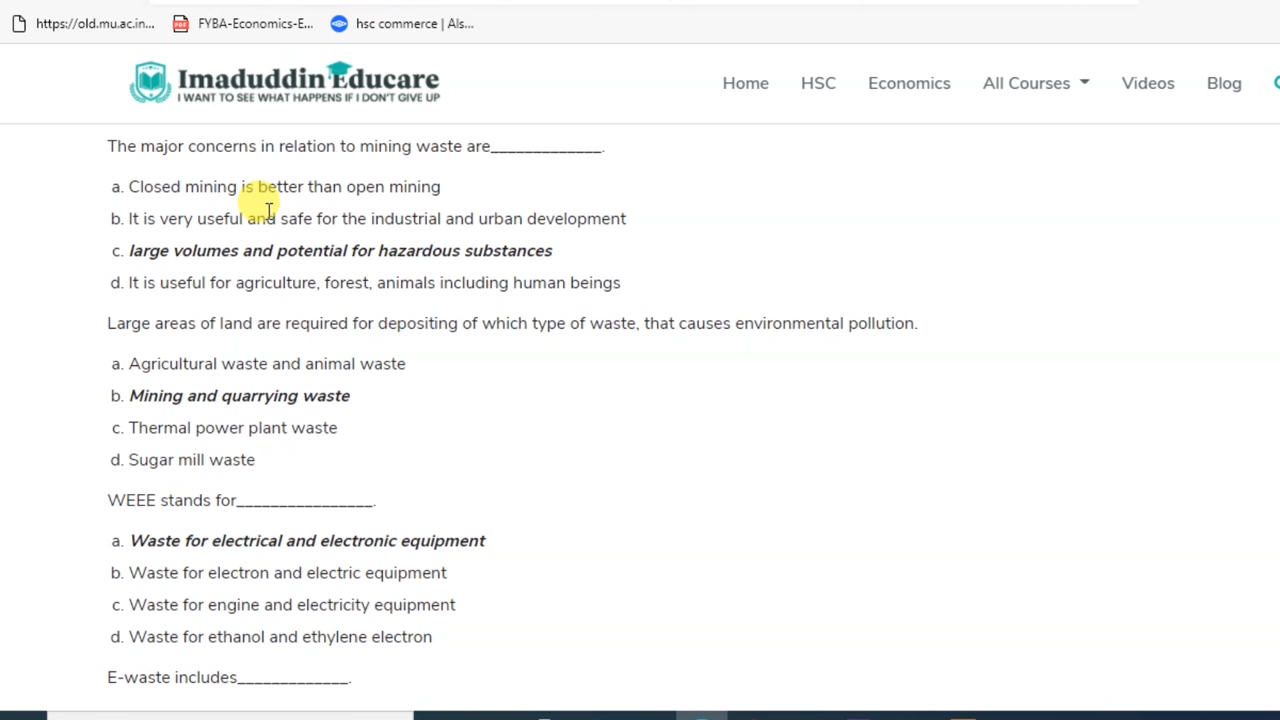 https://old.mu.ac.in... FYBA-Economics-E... hsc commerce | Als...
Imaduddin Educare
I WANT TO SEE WHAT HAPPENS IF I DON'T GIVE UP
Home HSC Economics All Courses Videos Blog
The major concerns in relation to mining waste are_____________.
a. Closed mining is better than open mining
b. It is very useful and safe for the industrial and urban development
c. large volumes and potential for hazardous substances
d. It is useful for agriculture, forest, animals including human beings
Large areas of land are required for depositing of which type of waste, that causes environmental pollution.
a. Agricultural waste and animal waste
b. Mining and quarrying waste
c. Thermal power plant waste
d. Sugar mill waste
WEEE stands for________________.
a. Waste for electrical and electronic equipment
b. Waste for electron and electric equipment
c. Waste for engine and electricity equipment
d. Waste for ethanol and ethylene electron
E-waste includes_____________.